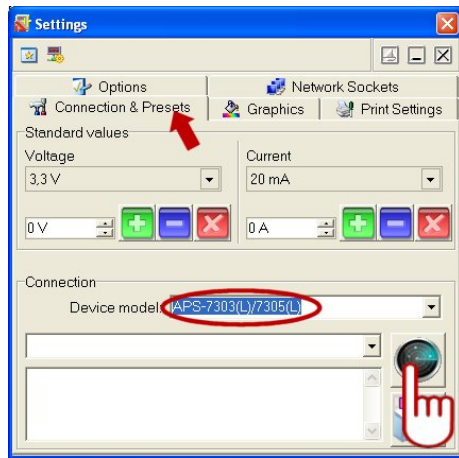 Settings
Options
Network Sockets
Connection & Presets
Graphics
Print Settings
Standard values
Voltage
Current
3,3 V
20 mA
0 V
0 A
Connection
Device model: APS-7303(L)/7305(L)